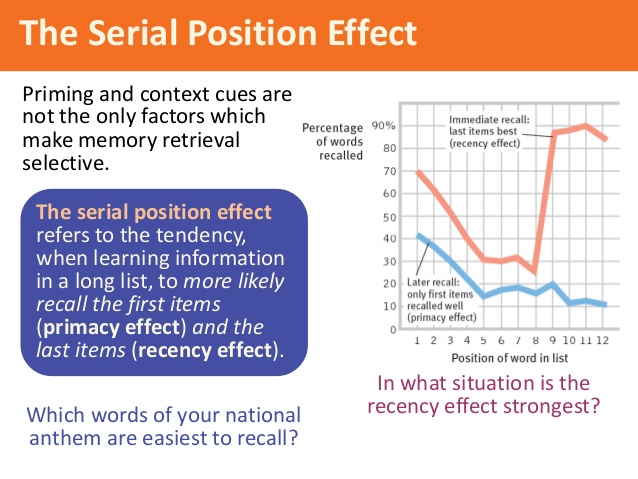 The Serial Position Effect
Priming and context cues are
not the only factors which
make memory retrieval
selective.
The serial position effect
refers to the tendency,
when learning information
in a long list, to more likely
recall the first items
(primacy effect) and the
last items (recency effect).
Which words of your national
anthem are easiest to recall?
Percentage
of words
recalled
90%
80
70
60
50
40
30
20
10
0
Immediate recall:
last items best
(recency effect)
Later recall:
only first items
recalled well
(primacy effect)
1 2 3 4 5 6 7 8 9 10 11 12
Position of word in list
In what situation is the
recency effect strongest?